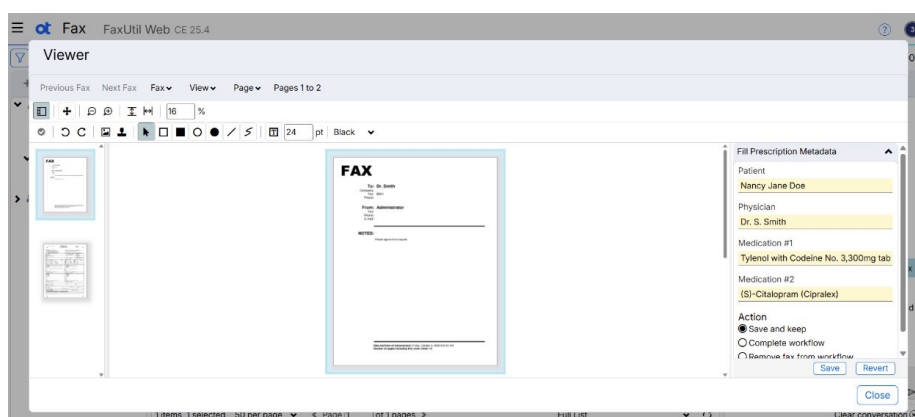 ot Fax FaxUtil Web CE 25.4
Viewer
Previous Fax Next Fax Fax View Page Pages 1 to 2
16 %
24 pt Black
FAX
To: Dr. Smith
From: Administrator
NOTES:
Fill Prescription Metadata
Patient
Nancy Jane Doe
Physician
Dr. S. Smith
Medication #1
Tylenol with Codeine No. 3,300mg tab
Medication #2
(S)-Citalopram (Cipralex)
Action
Save and keep
Complete workflow
Remove fax from workflow
Save Revert
Close
1 items, 1 selected 50 per page Page 1 of 1 pages Full List Clear conversation